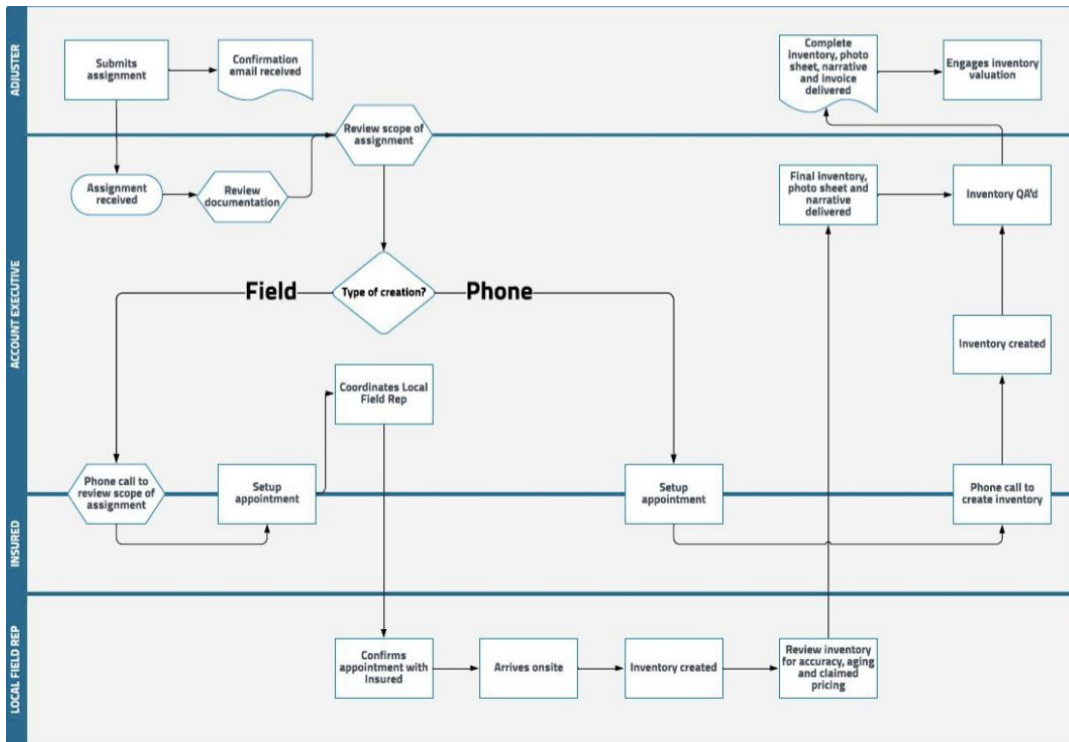 ADJUSTER
Submits
assignment
Confirmation
email received
Complete
inventory, photo
sheet, narrative
and invoice
delivered
Engages inventory
valuation
Review scope of
assignment
ACCOUNT EXECUTIVE
Assignment
received
Review
documentation
Final inventory,
photo sheet and
narrative
delivered
Inventory QA'd
Type of creation?
Field
Phone
Inventory created
Coordinates Local
Field Rep
Phone call to
review scope of
assignment
Setup
appointment
Setup
appointment
Phone call to
create inventory
INSURED
LOCAL FIELD REP
Confirms
appointment with
Insured
Arrives onsite
Inventory created
Review inventory
for accuracy, aging
and claimed
pricing